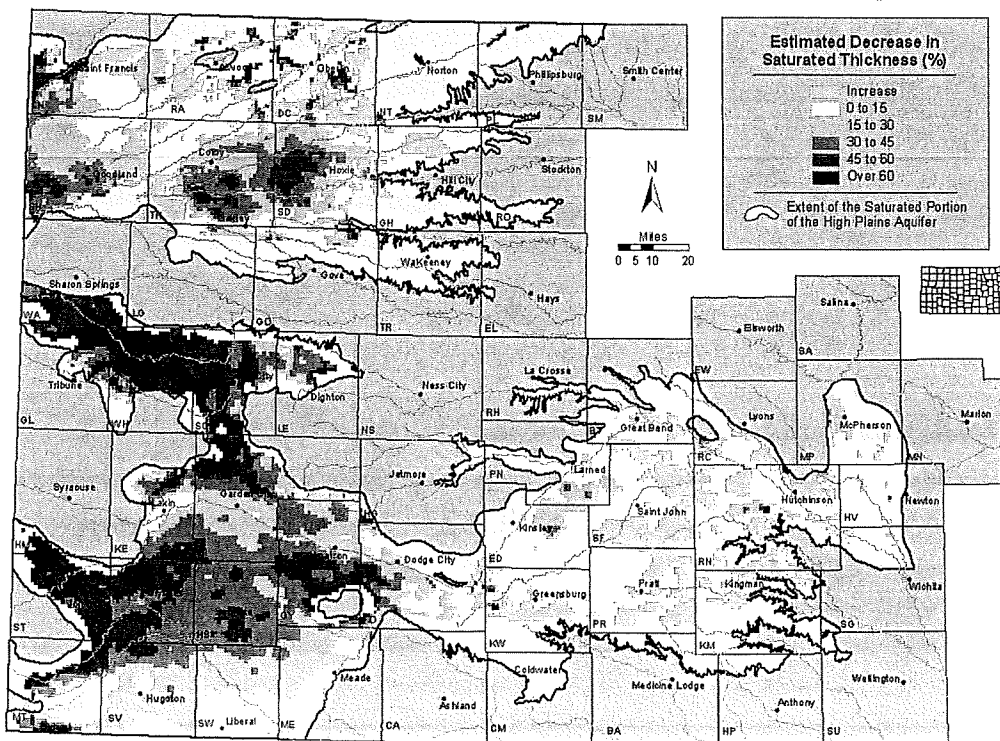 Estimated Decrease in
Saturated Thickness (%)
Increase
0 to 15
15 to 30
30 to 45
45 to 60
Over 60
Extent of the Saturated Portion
of the High Plains Aquifer
N
Miles
0 5 10 20
Saint Francis
RA
DC
Norton
Phillipsburg
Smith Center
NT
SM
Colby
Hoxie
Hill City
Stockton
SD
GH
RO
WaKeeney
Gove
Hays
Sharon Springs
WA
LG
GO
TR
EL
Tribune
Dighton
Ness City
La Crosse
Great Bend
Ellsworth
Salina
EW
SA
Lyons
McPherson
Marion
GL
WH
SC
LE
NS
RH
RC
MP
MN
PN
Larned
Jetmore
Syracuse
Lakin
Hutchinson
HV
Newton
Saint John
Kinsley
KE
ED
SF
RN
Dodge City
Wichita
Greensburg
Pratt
Kingman
ST
KW
PR
KM
SG
Meade
Coldwater
Medicine Lodge
Wellington
Hugoton
Ashland
Anthony
MT
SV
SW
Liberal
ME
CA
CM
BA
HP
SU